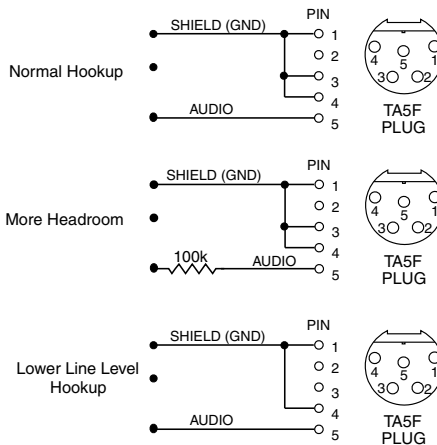 SHIELD (GND)
PIN
1
2
3
4
5
Normal Hookup
AUDIO
4
5
1
3
2
TA5F
PLUG
SHIELD (GND)
PIN
1
2
3
4
5
More Headroom
100k
AUDIO
4
5
1
3
2
TA5F
PLUG
SHIELD (GND)
PIN
1
2
3
4
5
Lower Line Level
Hookup
AUDIO
4
5
1
3
2
TA5F
PLUG